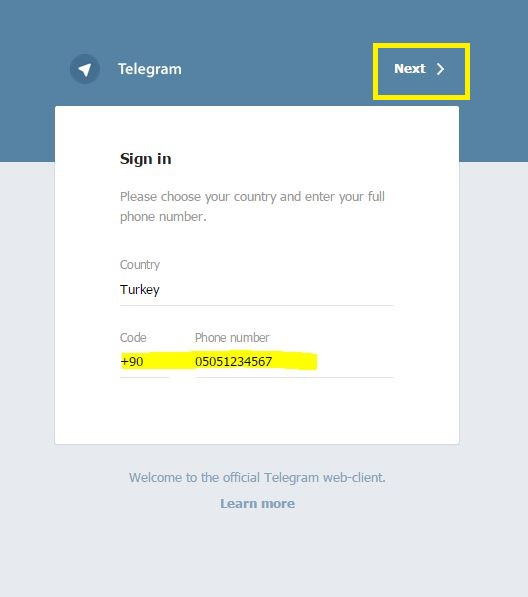 Telegram
Next
Sign in
Please choose your country and enter your full
phone number.
Country
Turkey
Code Phone number
+90 05051234567
Welcome to the official Telegram web-client.
Learn more